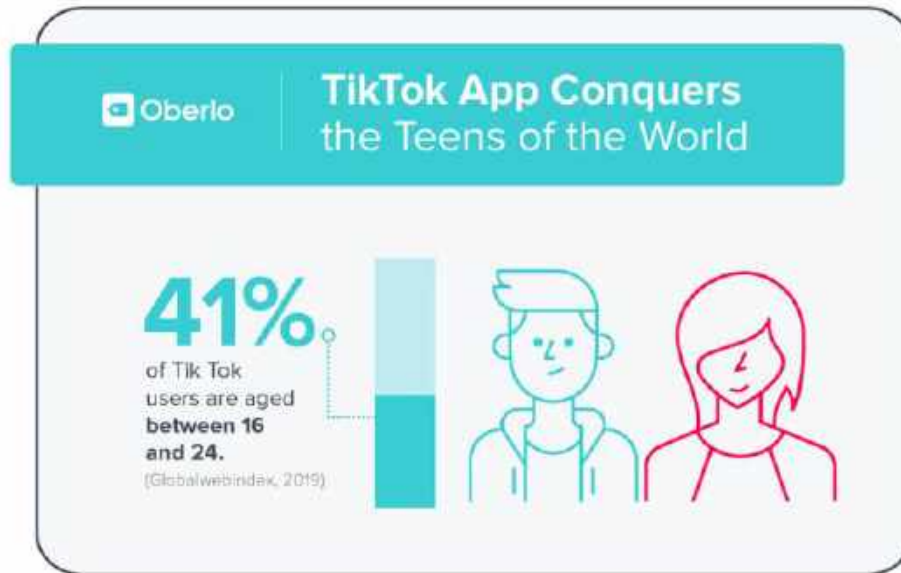 Oberlo
TikTok App Conquers
the Teens of the World
41%
of Tik Tok
users are aged
between 16
and 24.
(Globalwebindex, 2019)